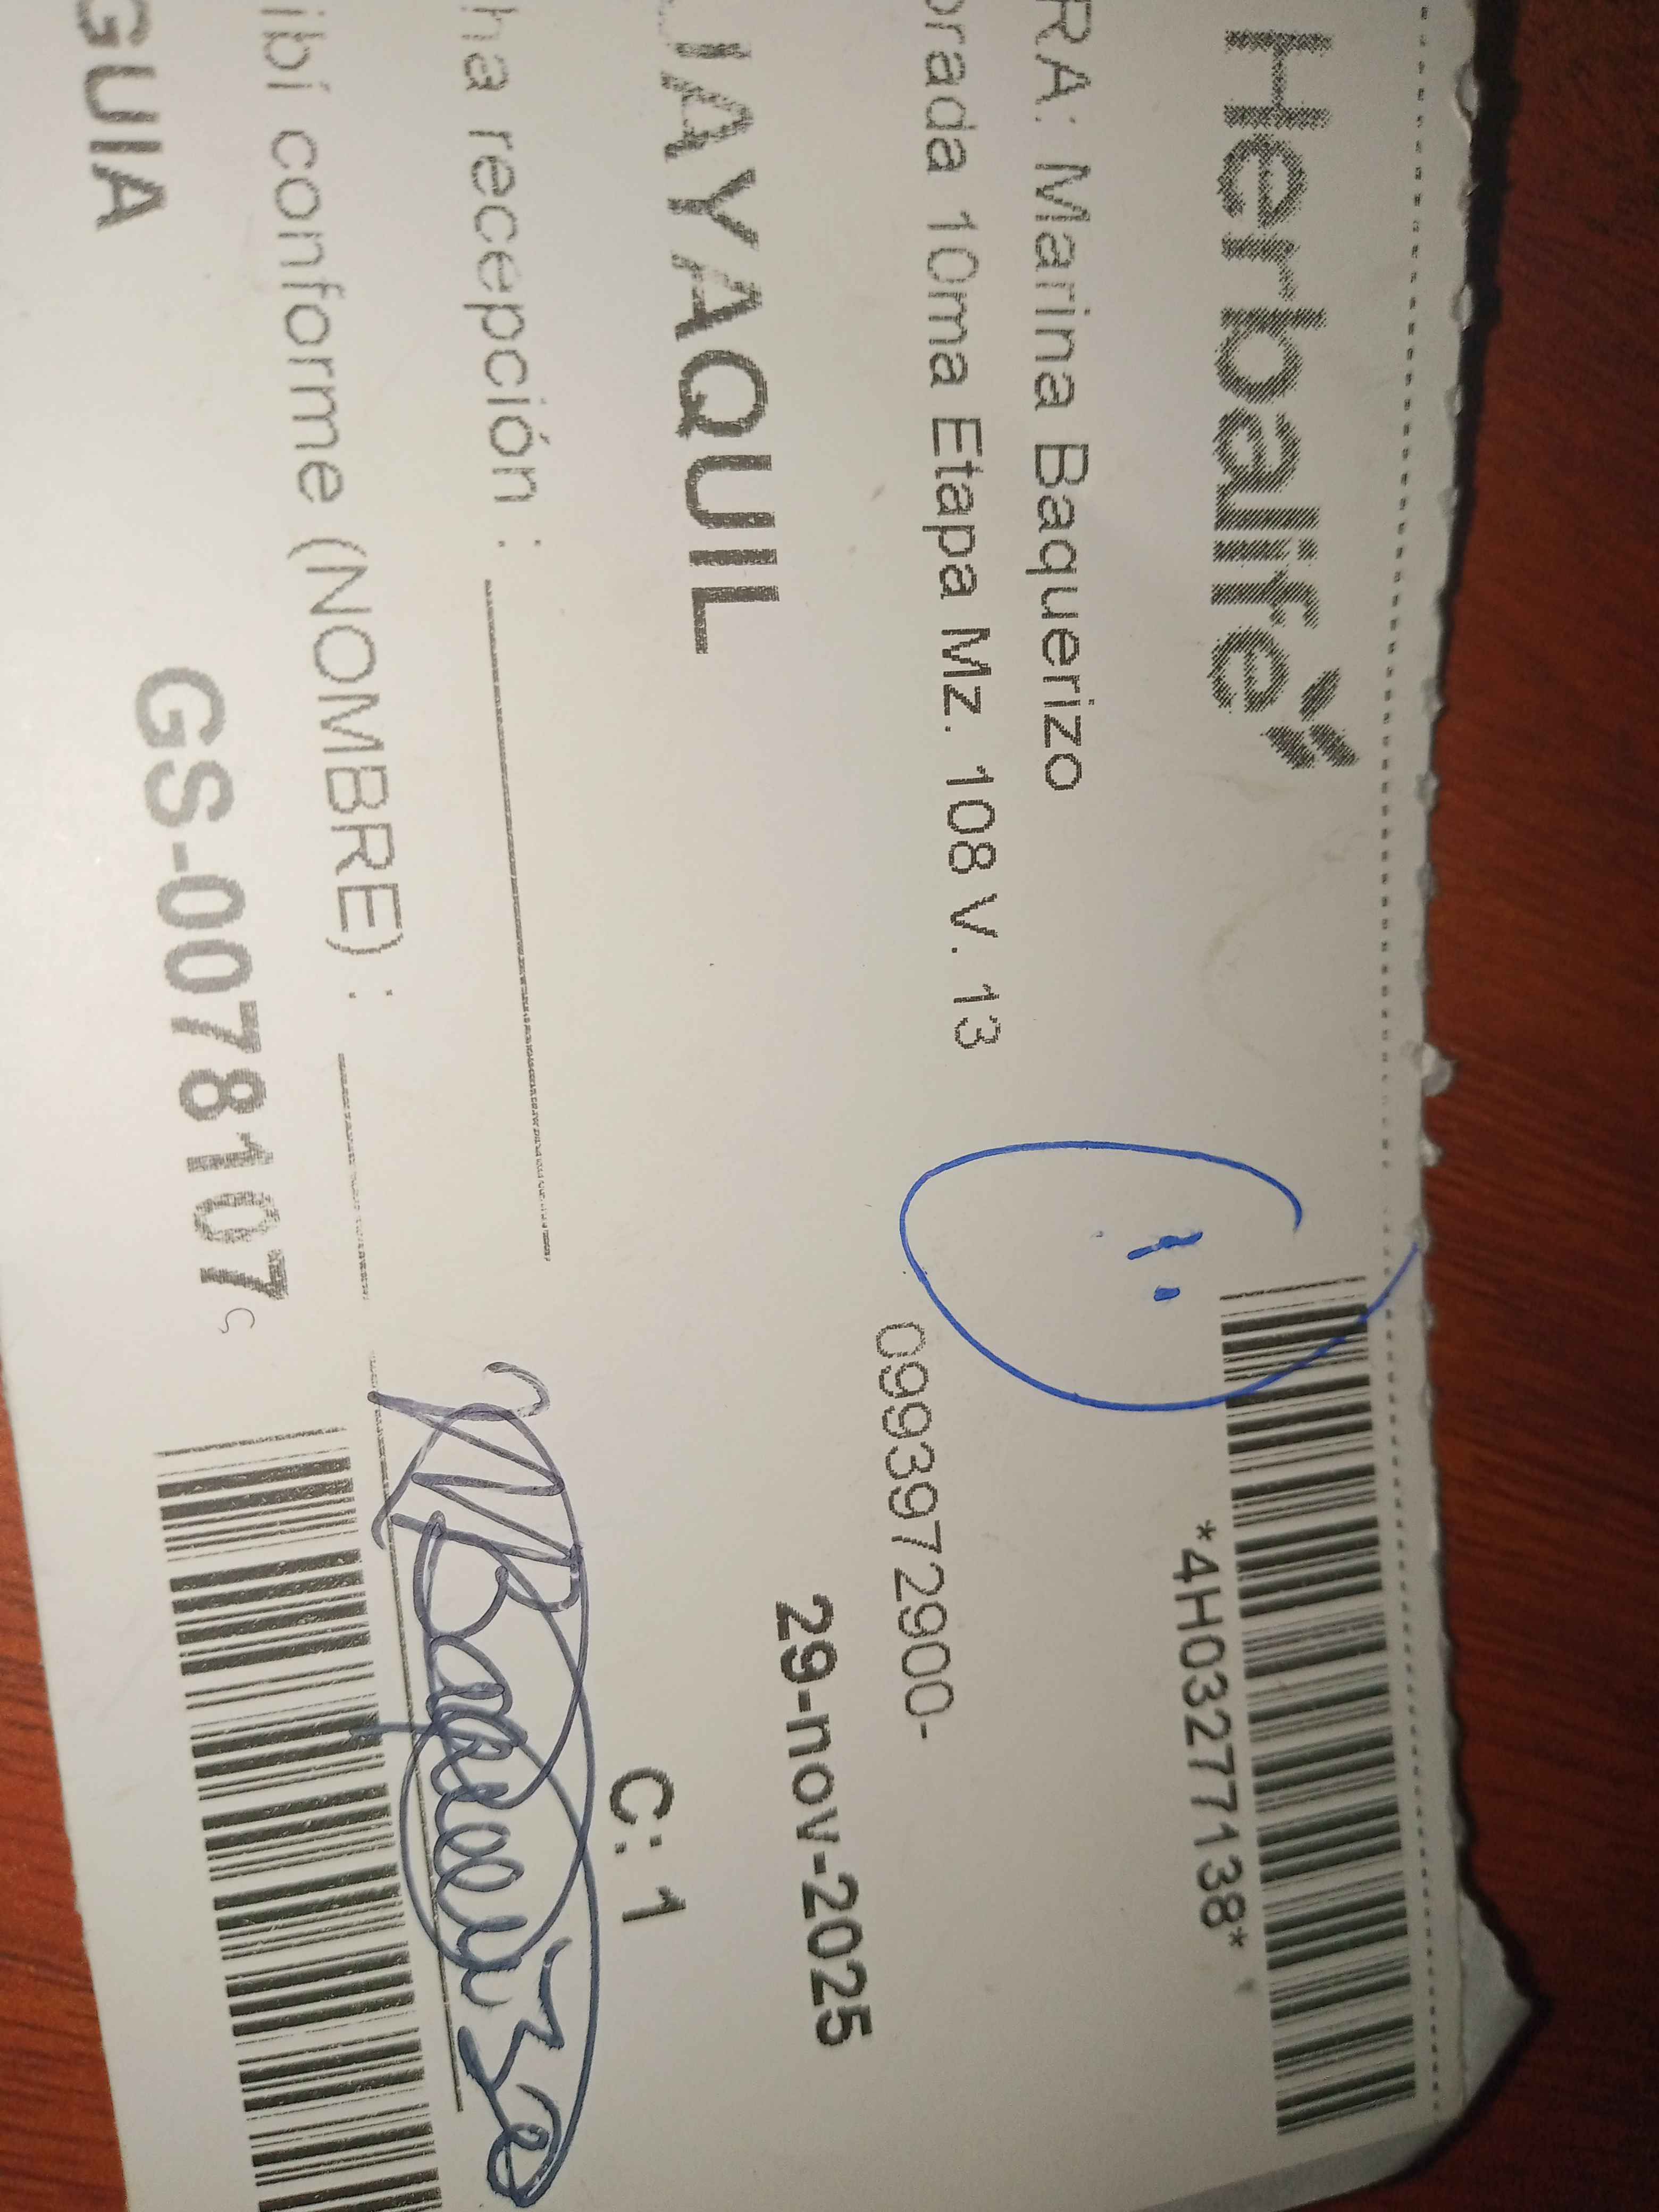 Herbalife
*4H03277138*
RA: Marina Baquerizo
orada 10ma Etapa Mz. 108 V. 13
0993972900-
29-nov-2025
JAYAQUIL
C: 1
ha recepción :
ibí conforme (NOMBRE) :
GUIA
GS-0078107